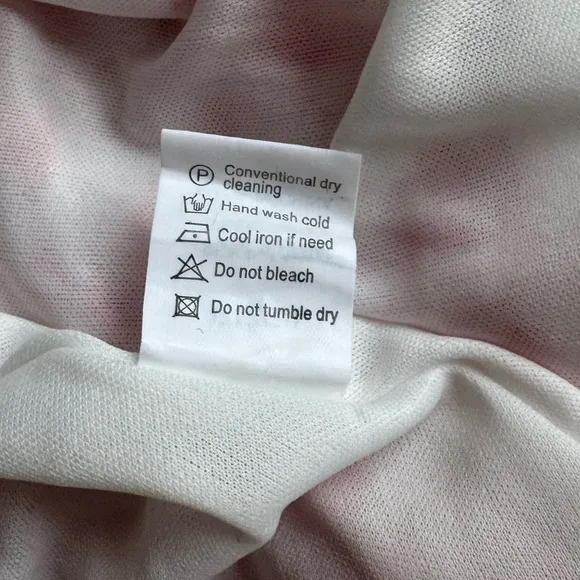 P Conventional dry
cleaning
Hand wash cold
Cool iron if need
Do not bleach
Do not tumble dry